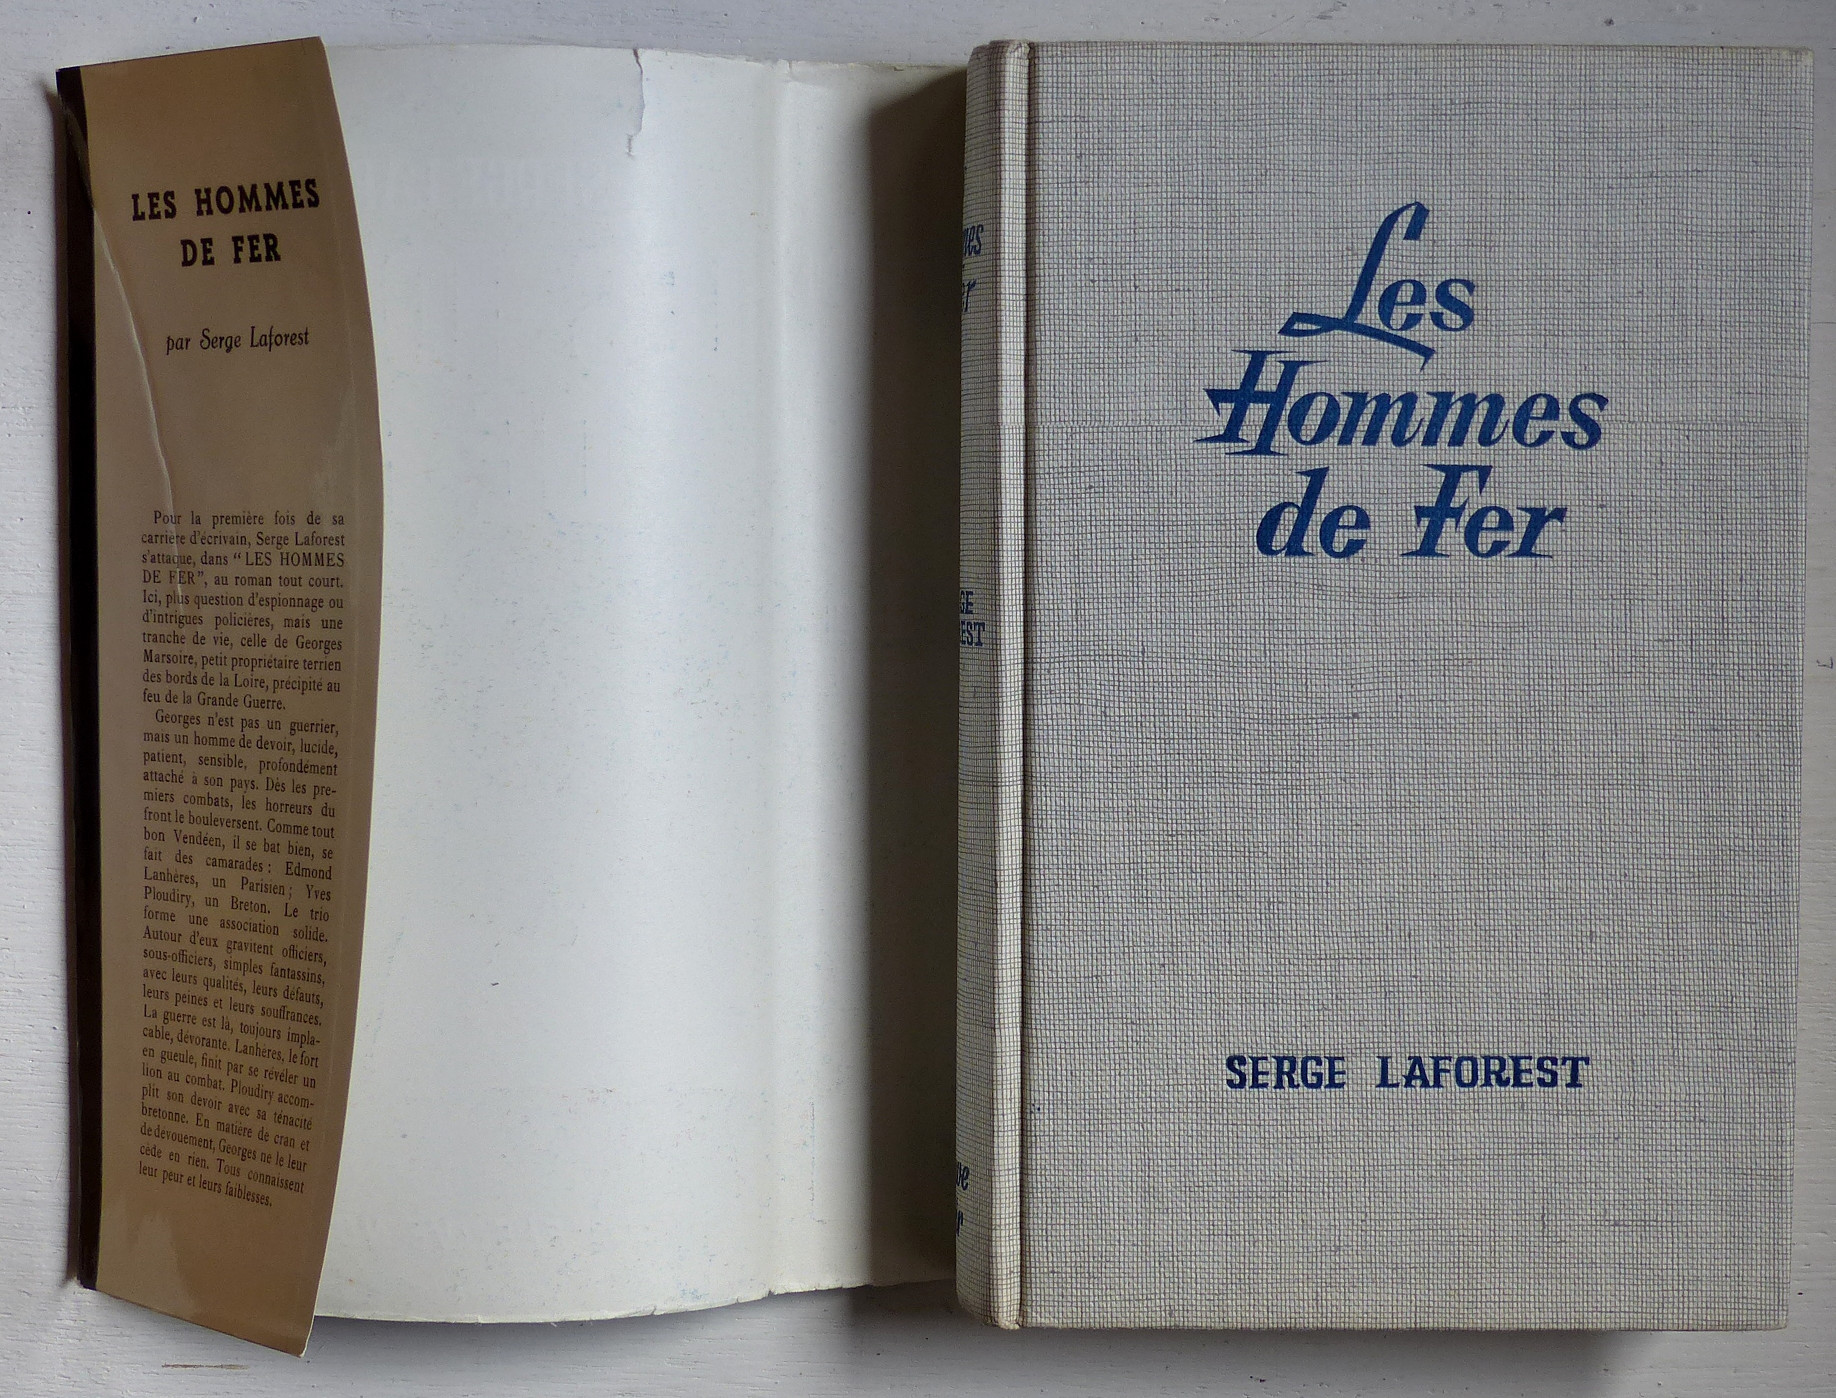 LES HOMMES
DE FER
par Serge Laforest
Pour la première fois de sa
carrière d'écrivain, Serge Laforest
s'attaque, dans “LES HOMMES
DE FER”, au roman tout court.
Ici, plus question d'espionnage ou
d'intrigues policières, mais une
tranche de vie, celle de Georges
Marsoire, petit propriétaire terrien
des bords de la Loire, précipité au
feu de la Grande Guerre.
Georges n'est pas un guerrier,
mais un homme de devoir, lucide,
patient, sensible, profondément
attaché à son pays. Dès les pre-
miers combats, les horreurs du
front le bouleversent. Comme tout
bon Vendéen, il se bat bien, se
fait des camarades : Edmond
Lanhères, un Parisien ; Yves
Ploudiry, un Breton. Le trio
forme une association solide.
Autour d'eux gravitent officiers,
sous-officiers, simples fantassins,
avec leurs qualités, leurs défauts,
leurs peines et leurs souffrances.
La guerre est là, toujours impla-
cable, dévorante. Lanhères, le fort
en gueule, finit par se révéler un
lion au combat. Ploudiry accom-
plit son devoir avec sa ténacité
bretonne. En matière de cran et
de dévouement, Georges ne le leur
cède en rien. Tous connaissent
leur peur et leurs faiblesses.
Les
Hommes
de Fer
SERGE LAFOREST